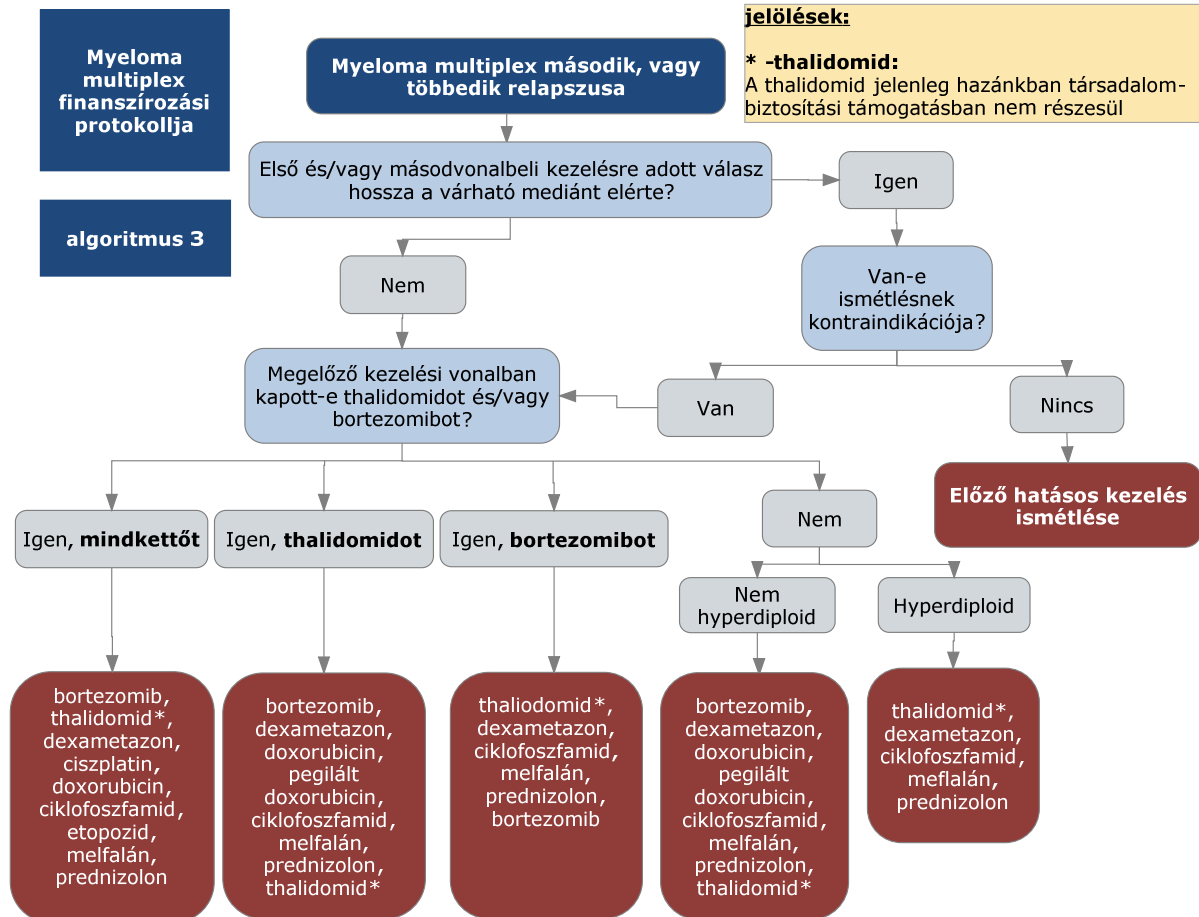 Myeloma
multiplex
finanszírozási
protokollja
algoritmus 3
Myeloma multiplex második, vagy
többedik relapszusa
jelölések:
* -thalidomid:
A thalidomid jelenleg hazánkban társadalom-
biztosítási támogatásban nem részesül
Első és/vagy másodvonalbeli kezelésre adott válasz
hossza a várható mediánt elérte?
Igen
Nem
Van-e
ismétlésnek
kontraindikációja?
Megelőző kezelési vonalban
kapott-e thalidomidot és/vagy
bortezomibot?
Van
Nincs
Előző hatásos kezelés
ismétlése
Igen, mindkettőt
Igen, thalidomidot
Igen, bortezomibot
Nem
Nem
hyperdiploid
Hyperdiploid
bortezomib,
thalidomid*,
dexametazon,
ciszplatin,
doxorubicin,
ciklofoszfamid,
etopozid,
melfalán,
prednizolon
bortezomib,
dexametazon,
doxorubicin,
pegilált
doxorubicin,
ciklofoszfamid,
melfalán,
prednizolon,
thalidomid*
thaliodomid*,
dexametazon,
ciklofoszfamid,
melfalán,
prednizolon,
bortezomib
bortezomib,
dexametazon,
doxorubicin,
pegilált
doxorubicin,
ciklofoszfamid,
melfalán,
prednizolon,
thalidomid*
thalidomid*,
dexametazon,
ciklofoszfamid,
meflalán,
prednizolon